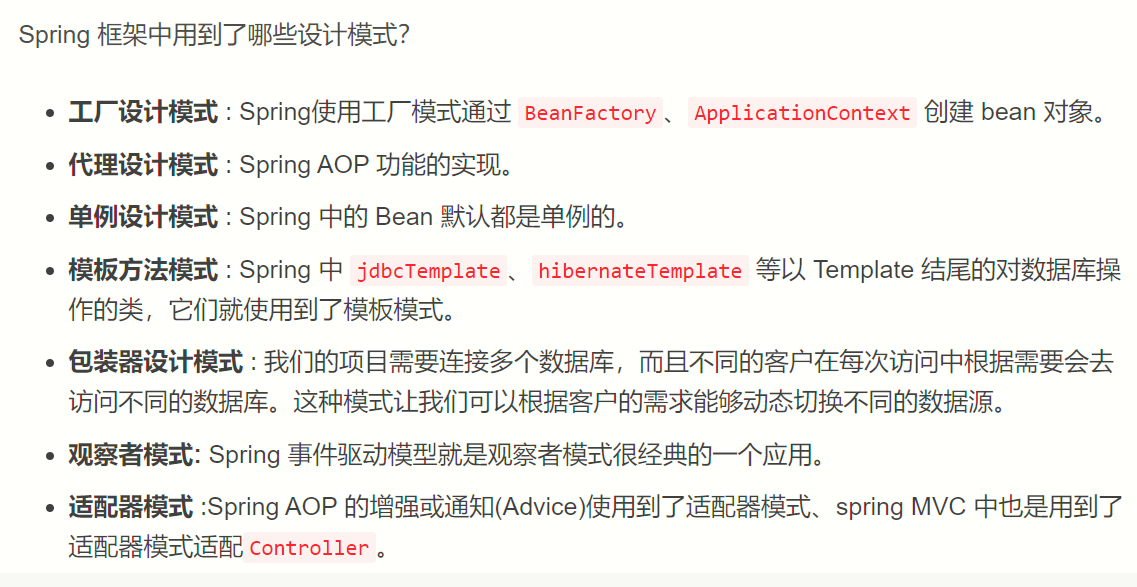 Spring 框架中用到了哪些设计模式？
• 工厂设计模式 : Spring使用工厂模式通过 BeanFactory、ApplicationContext 创建 bean 对象。
• 代理设计模式 : Spring AOP 功能的实现。
• 单例设计模式 : Spring 中的 Bean 默认都是单例的。
• 模板方法模式 : Spring 中 jdbcTemplate、hibernateTemplate 等以 Template 结尾的对数据库操
作的类，它们就使用到了模板模式。
• 包装器设计模式 : 我们的项目需要连接多个数据库，而且不同的客户在每次访问中根据需要会去
访问不同的数据库。这种模式让我们可以根据客户的需求能够动态切换不同的数据源。
• 观察者模式: Spring 事件驱动模型就是观察者模式很经典的一个应用。
• 适配器模式 :Spring AOP 的增强或通知(Advice)使用到了适配器模式、spring MVC 中也是用到了
适配器模式适配Controller。